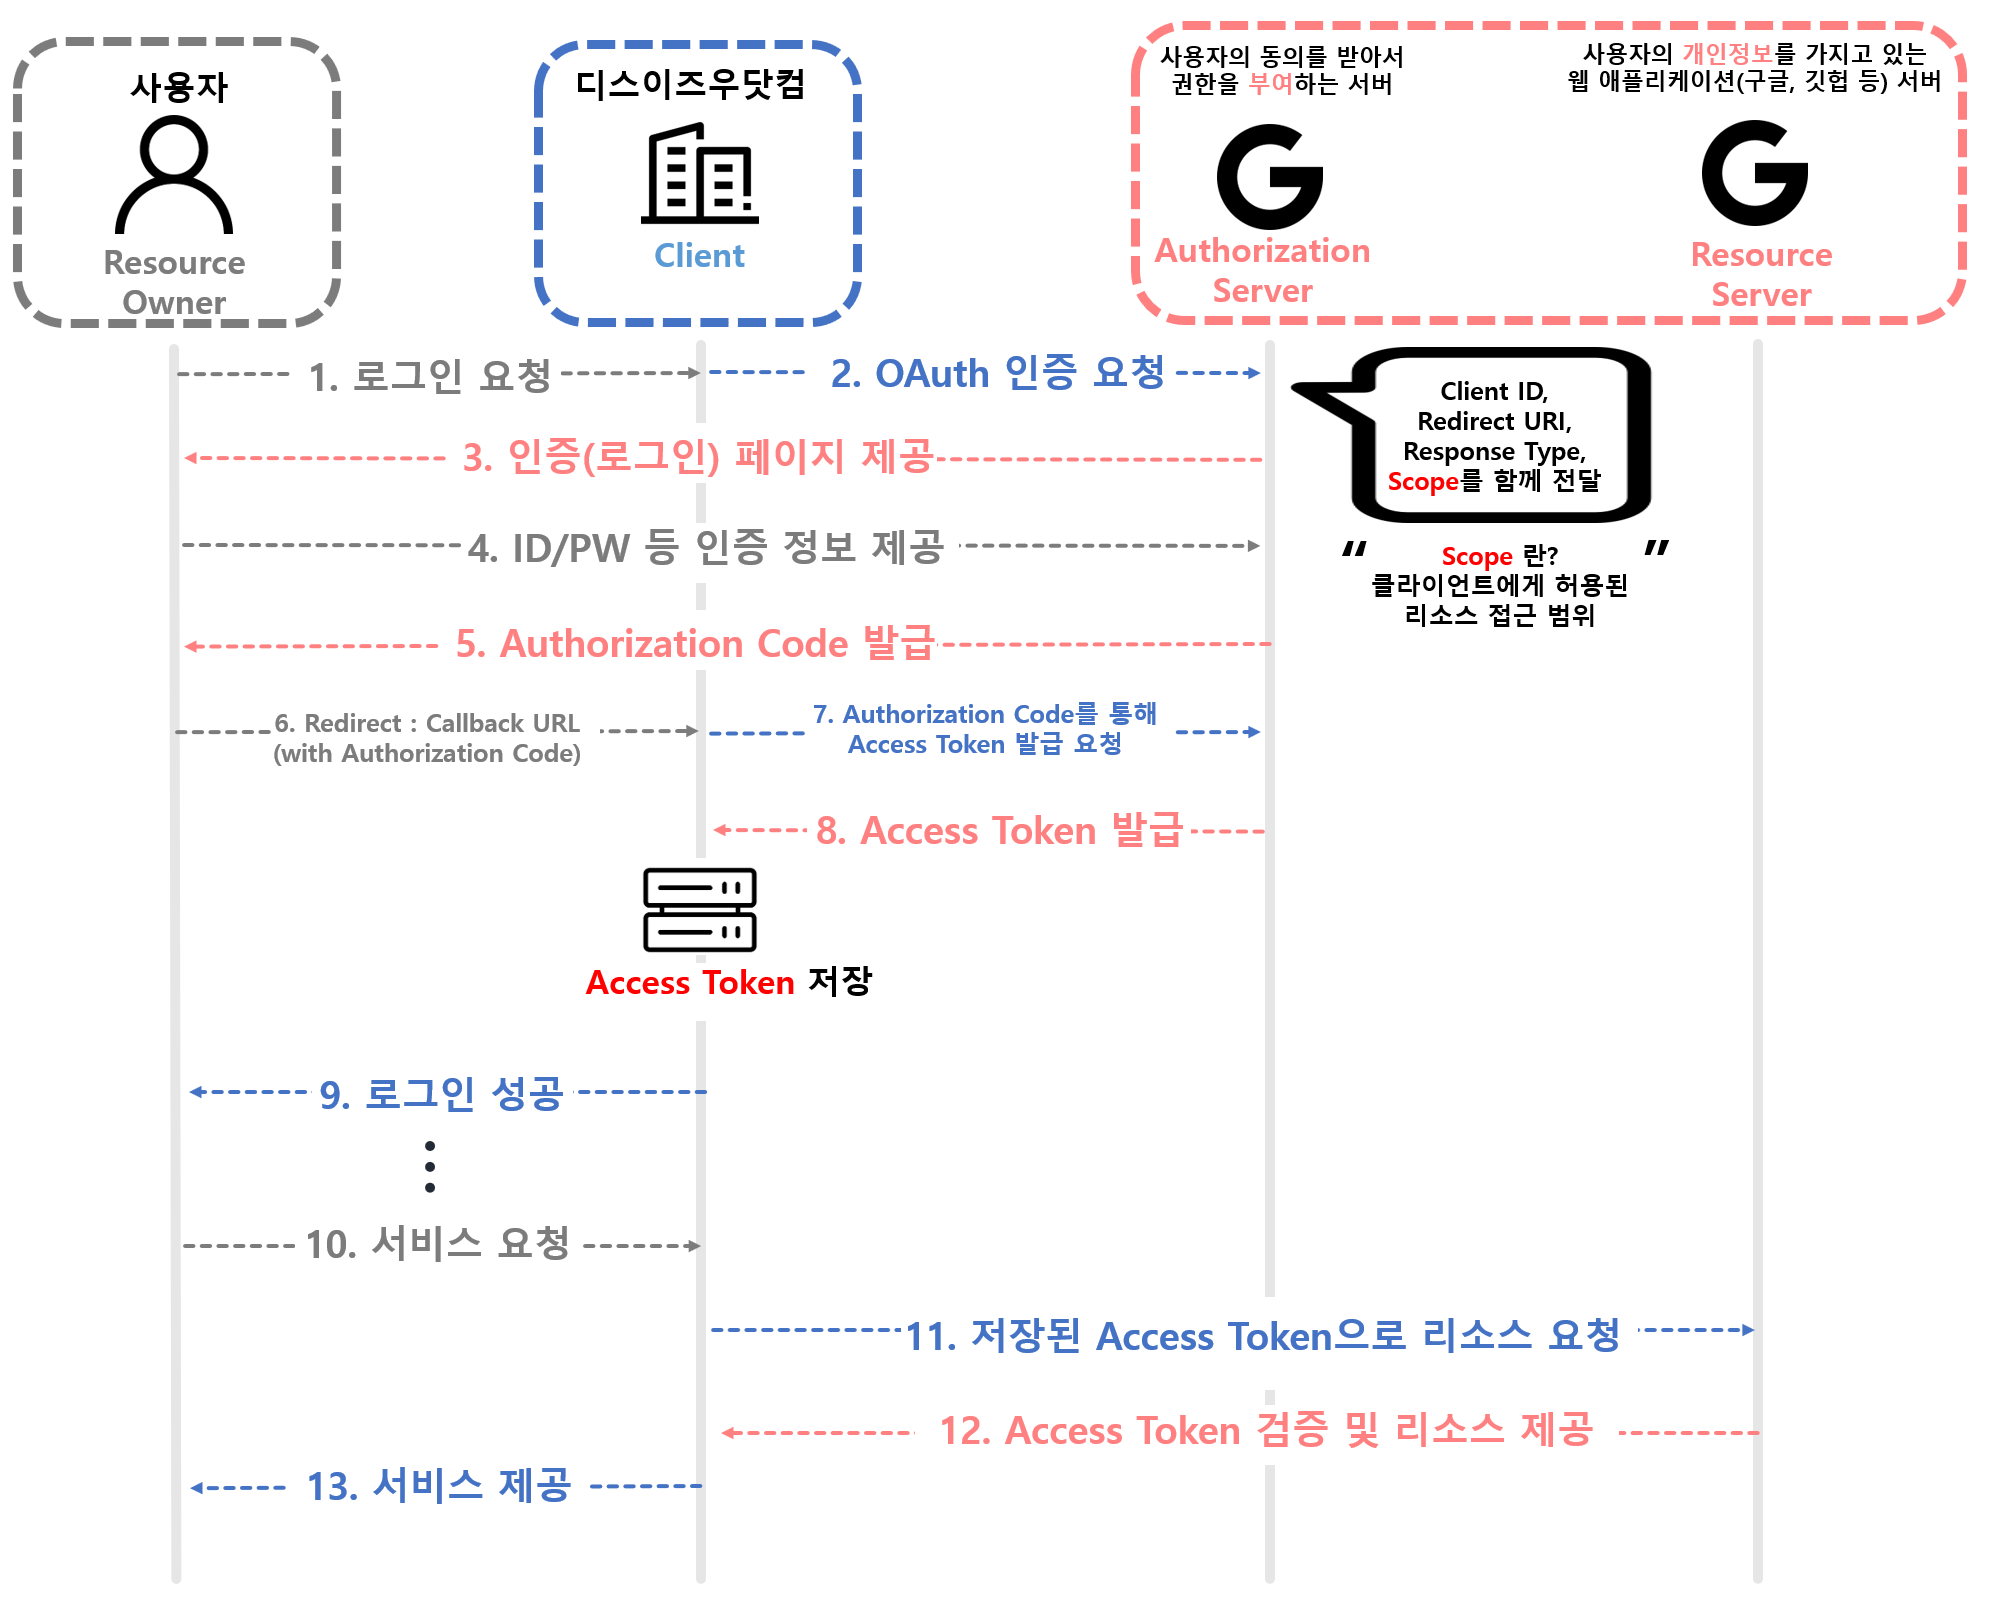 사용자
Resource
Owner
디스이즈우닷컴
Client
사용자의 동의를 받아서
권한을 부여하는 서버
Authorization
Server
사용자의 개인정보를 가지고 있는
웹 애플리케이션(구글, 깃헙 등) 서버
Resource
Server
1. 로그인 요청
2. OAuth 인증 요청
Client ID,
Redirect URI,
Response Type,
Scope를 함께 전달
3. 인증(로그인) 페이지 제공
4. ID/PW 등 인증 정보 제공
“ Scope 란? ”
클라이언트에게 허용된
리소스 접근 범위
5. Authorization Code 발급
6. Redirect : Callback URL
(with Authorization Code)
7. Authorization Code를 통해
Access Token 발급 요청
8. Access Token 발급
Access Token 저장
9. 로그인 성공
10. 서비스 요청
11. 저장된 Access Token으로 리소스 요청
12. Access Token 검증 및 리소스 제공
13. 서비스 제공